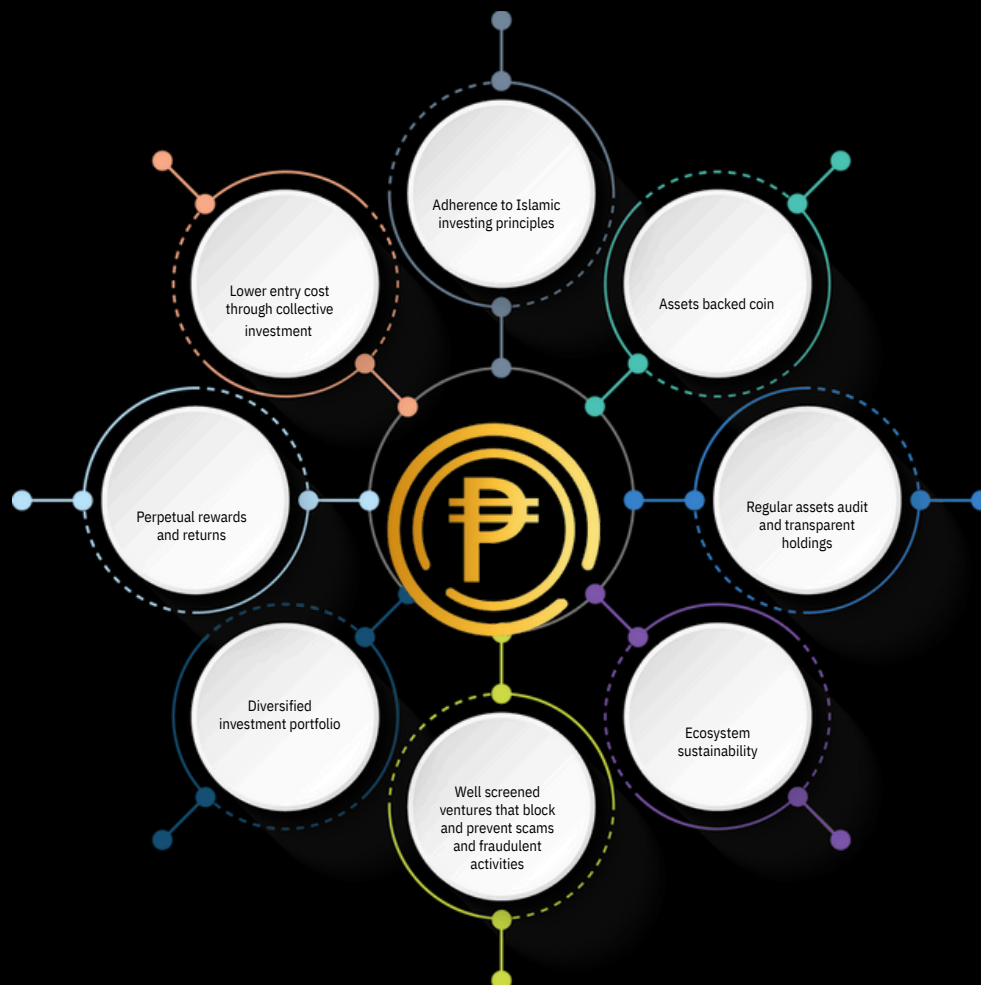 Adherence to Islamic
investing principles
Assets backed coin
Regular assets audit
and transparent
holdings
Ecosystem
sustainability
Well screened
ventures that block
and prevent scams
and fraudulent
activities
Diversified
investment portfolio
Perpetual rewards
and returns
Lower entry cost
through collective
investment